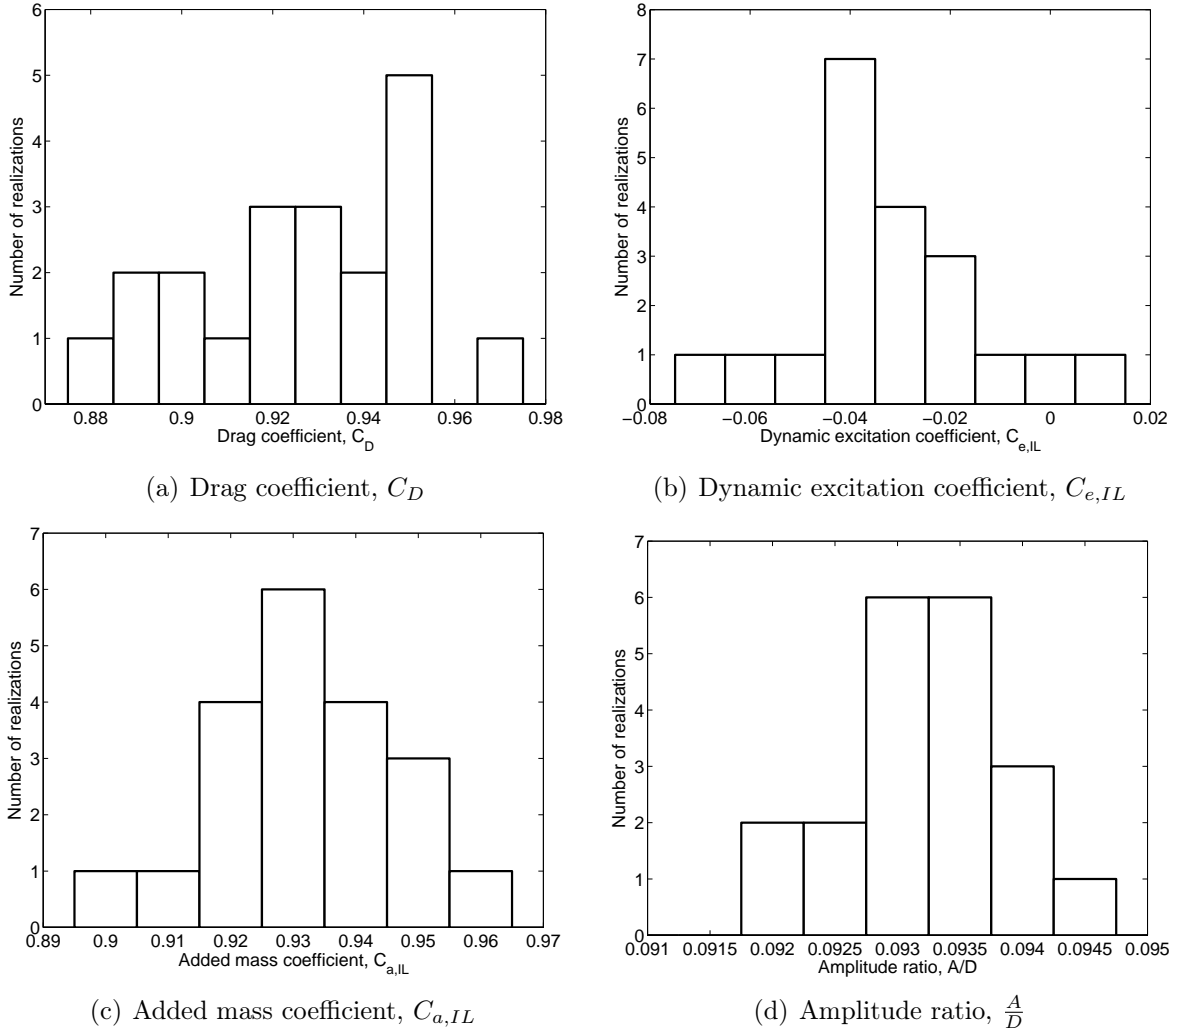 6
5
4
3
2
1
0
0.88 0.9 0.92 0.94 0.96 0.98
Drag coefficient, C_D
Number of realizations
(a) Drag coefficient, C_D
8
7
6
5
4
3
2
1
0
−0.08 −0.06 −0.04 −0.02 0 0.02
Dynamic excitation coefficient, C_e,IL
Number of realizations
(b) Dynamic excitation coefficient, C_e,IL
7
6
5
4
3
2
1
0
0.89 0.9 0.91 0.92 0.93 0.94 0.95 0.96 0.97
Added mass coefficient, C_a,IL
Number of realizations
(c) Added mass coefficient, C_a,IL
7
6
5
4
3
2
1
0
0.091 0.0915 0.092 0.0925 0.093 0.0935 0.094 0.0945 0.095
Amplitude ratio, A/D
Number of realizations
(d) Amplitude ratio, A/D